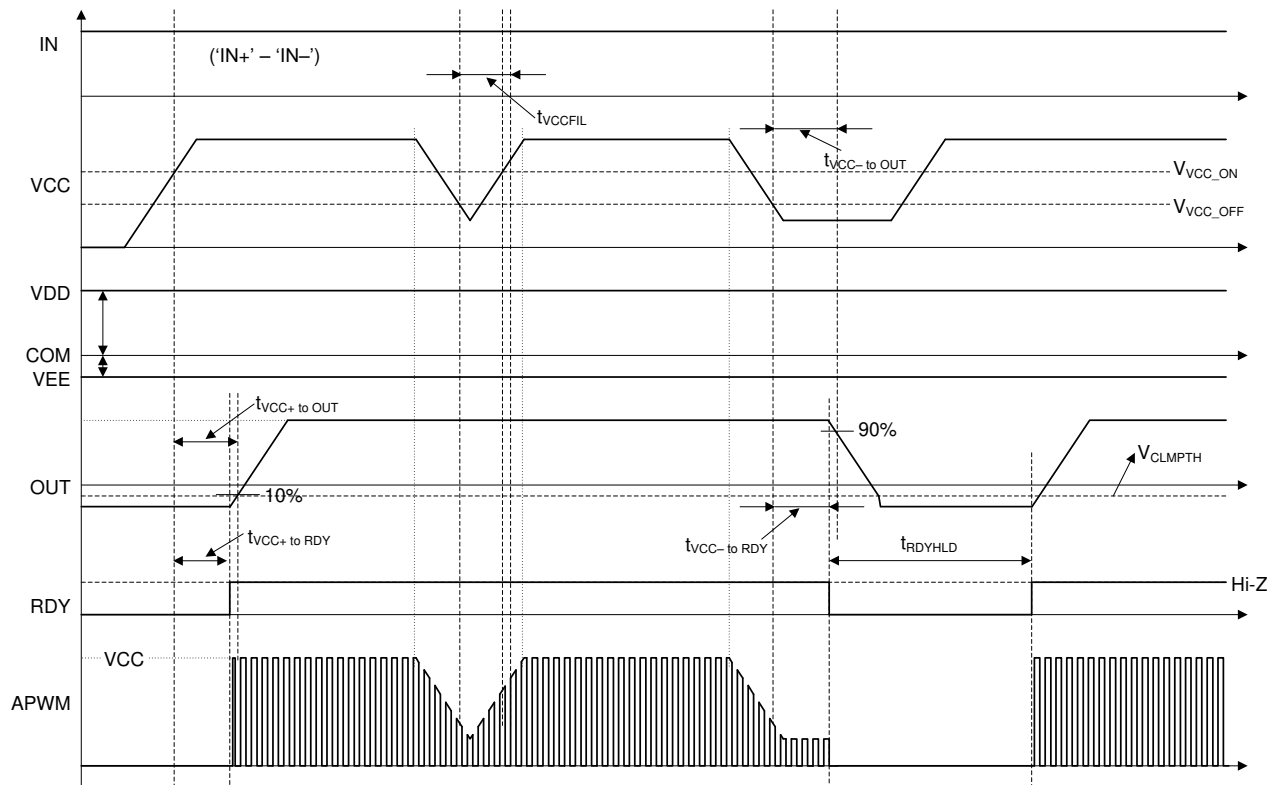 IN
('IN+' – 'IN–')
tVCCFIL
tVCC– to OUT
VCC
VVCC_ON
VVCC_OFF
VDD
COM
VEE
tVCC+ to OUT
90%
VCLMPTH
OUT
10%
tVCC+ to RDY
tVCC– to RDY
tRDYHLD
Hi-Z
RDY
VCC
APWM